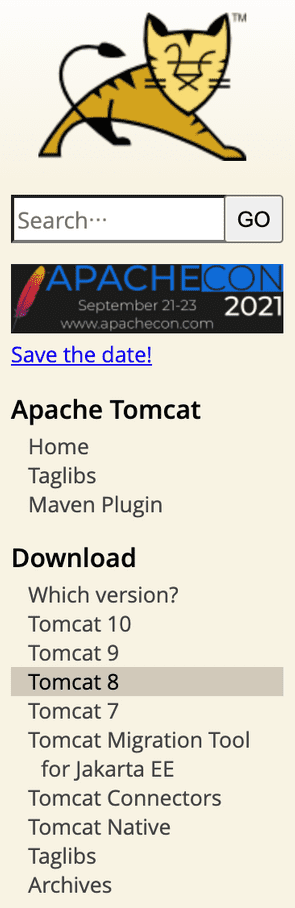 TM
Search…
GO
APACHECON
September 21-23
2021
www.apachecon.com
Save the date!
Apache Tomcat
Home
Taglibs
Maven Plugin
Download
Which version?
Tomcat 10
Tomcat 9
Tomcat 8
Tomcat 7
Tomcat Migration Tool
for Jakarta EE
Tomcat Connectors
Tomcat Native
Taglibs
Archives